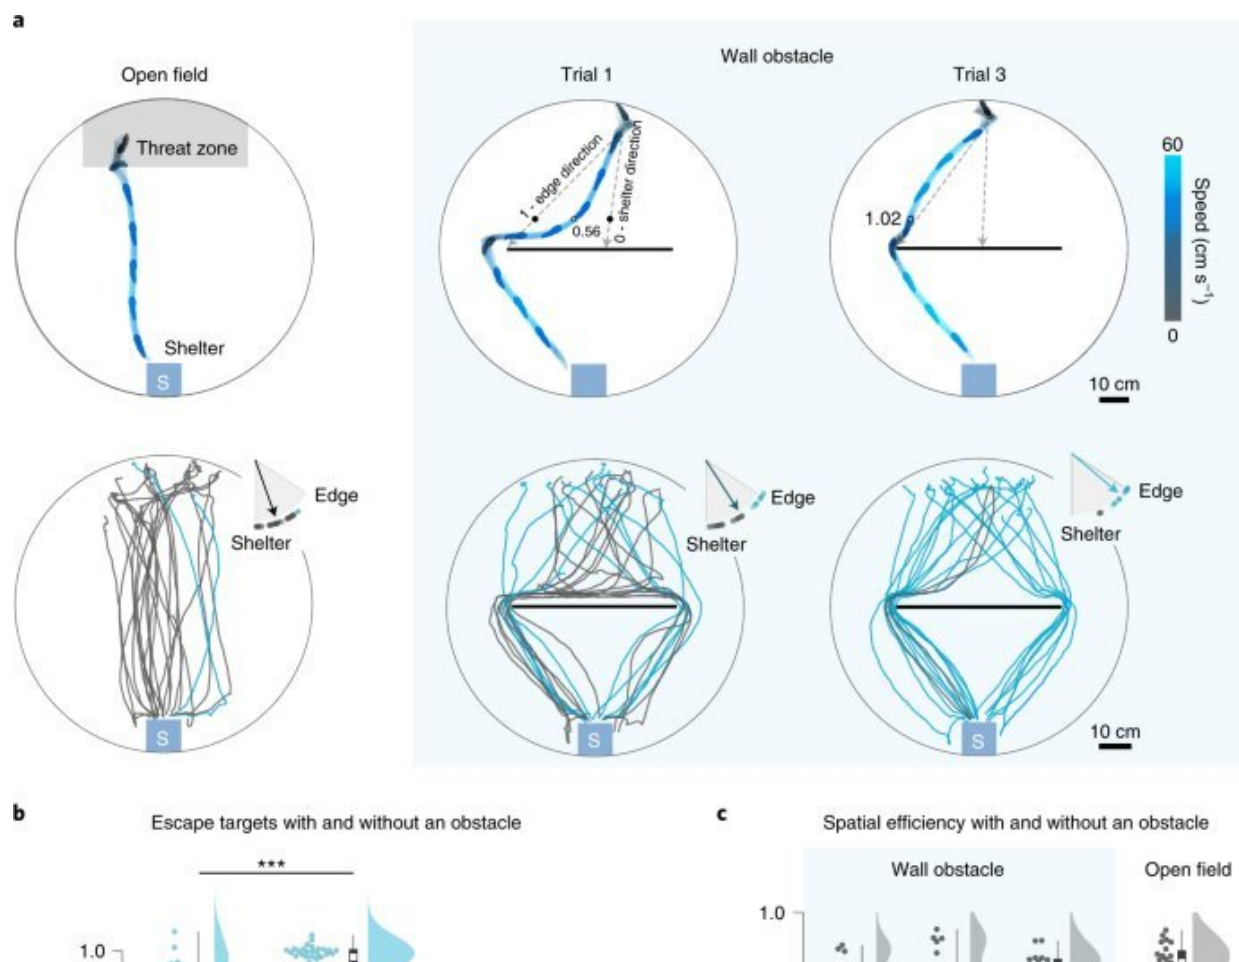 a
Wall obstacle
Open field
Trial 1
Trial 3
Threat zone
1 - edge direction
0 - shelter direction
0.56
1.02
60
Speed (cm s⁻¹)
0
Shelter
S
10 cm
Edge
Shelter
Edge
Shelter
Edge
Shelter
S
S
S
10 cm
b
Escape targets with and without an obstacle
***
1.0
c
Spatial efficiency with and without an obstacle
Wall obstacle
Open field
1.0